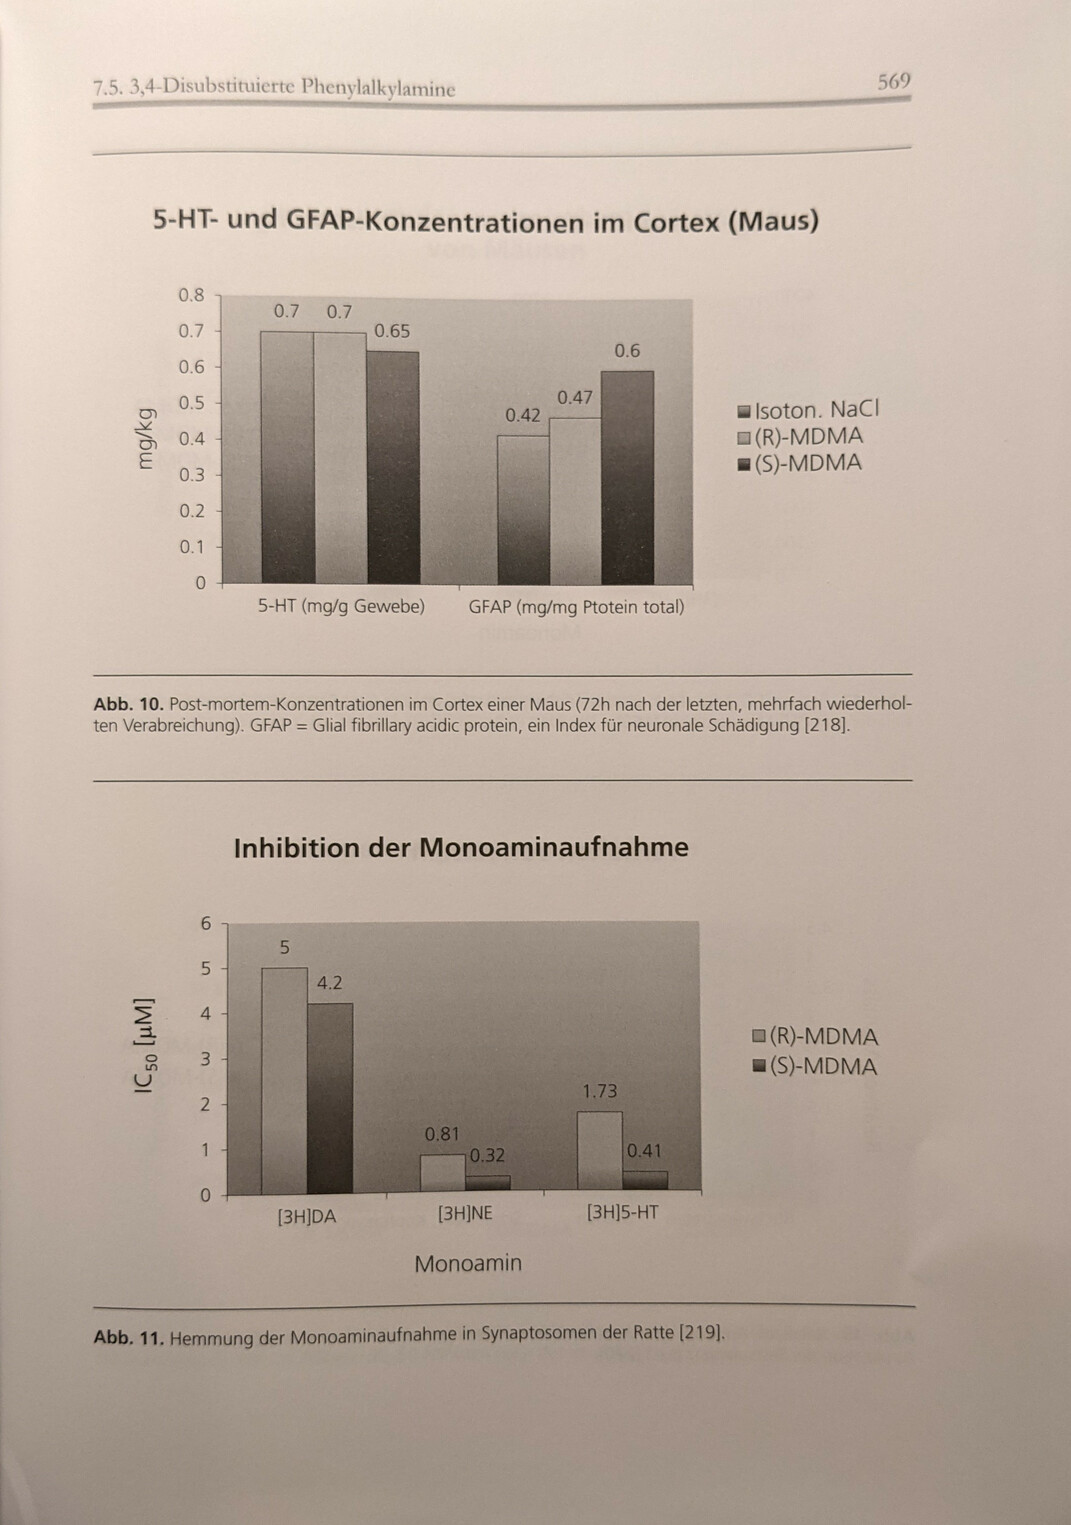 7.5. 3,4-Disubstituierte Phenylalkylamine 569
5-HT- und GFAP-Konzentrationen im Cortex (Maus)
mg/kg
0.8
0.7
0.6
0.5
0.4
0.3
0.2
0.1
0
0.7 0.7 0.65
0.42 0.47 0.6
5-HT (mg/g Gewebe) GFAP (mg/mg Ptotein total)
Isoton. NaCl
(R)-MDMA
(S)-MDMA
Abb. 10. Post-mortem-Konzentrationen im Cortex einer Maus (72h nach der letzten, mehrfach wiederhol-
ten Verabreichung). GFAP = Glial fibrillary acidic protein, ein Index für neuronale Schädigung [218].
Inhibition der Monoaminaufnahme
IC50 [µM]
6
5
4
3
2
1
0
5 4.2
0.81 0.32
1.73 0.41
[3H]DA [3H]NE [3H]5-HT
Monoamin
(R)-MDMA
(S)-MDMA
Abb. 11. Hemmung der Monoaminaufnahme in Synaptosomen der Ratte [219].